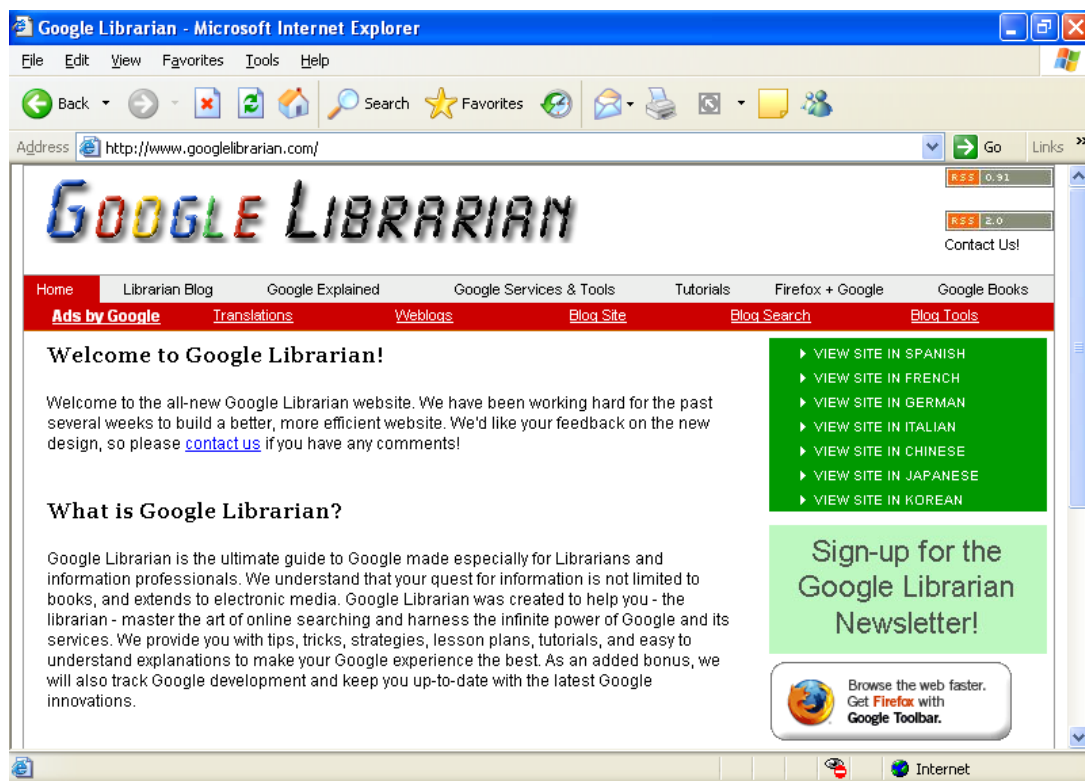 Google Librarian - Microsoft Internet Explorer
File Edit View Favorites Tools Help
Back Search Favorites
Address http://www.googlelibrarian.com/ Go Links »
GOOGLE LIBRARIAN
RSS 0.91
RSS 2.0
Contact Us!
Home Librarian Blog Google Explained Google Services & Tools Tutorials Firefox + Google Google Books
Ads by Google Translations Weblogs Blog Site Blog Search Blog Tools
Welcome to Google Librarian!
Welcome to the all-new Google Librarian website. We have been working hard for the past
several weeks to build a better, more efficient website. We'd like your feedback on the new
design, so please contact us if you have any comments!
What is Google Librarian?
Google Librarian is the ultimate guide to Google made especially for Librarians and
information professionals. We understand that your quest for information is not limited to
books, and extends to electronic media. Google Librarian was created to help you - the
librarian - master the art of online searching and harness the infinite power of Google and its
services. We provide you with tips, tricks, strategies, lesson plans, tutorials, and easy to
understand explanations to make your Google experience the best. As an added bonus, we
will also track Google development and keep you up-to-date with the latest Google
innovations.
VIEW SITE IN SPANISH
VIEW SITE IN FRENCH
VIEW SITE IN GERMAN
VIEW SITE IN ITALIAN
VIEW SITE IN CHINESE
VIEW SITE IN JAPANESE
VIEW SITE IN KOREAN
Sign-up for the
Google Librarian
Newsletter!
Browse the web faster.
Get Firefox with
Google Toolbar.
Internet